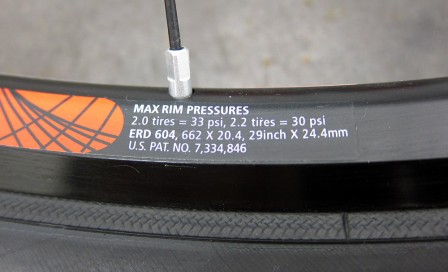 MAX RIM PRESSURES
2.0 tires = 33 psi, 2.2 tires = 30 psi
ERD 604, 662 X 20.4, 29inch X 24.4mm
U.S. PAT. NO. 7,334,846